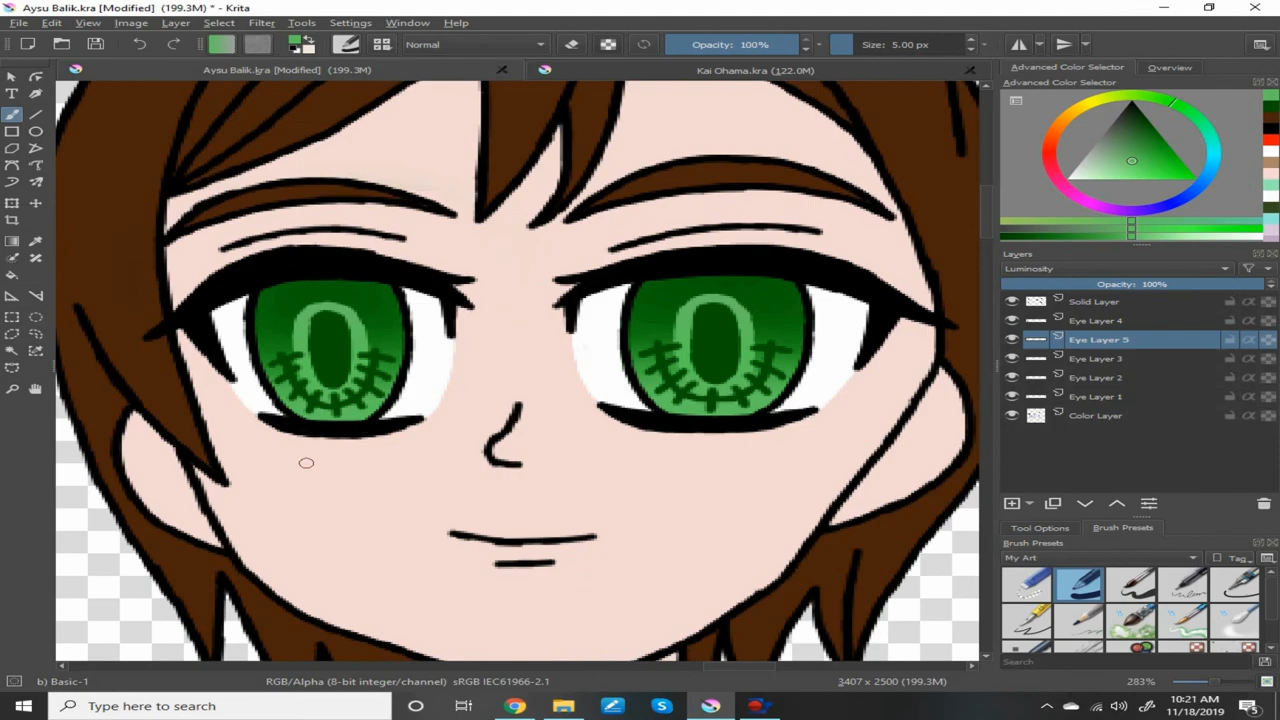 Aysu Balik.kra [Modified] (199.3M) * - Krita
File Edit View Image Layer Select Filter Tools Settings Window Help
Normal Opacity: 100% Size: 5.00 px
Aysu Balik.kra [Modified] (199.3M) Kai Ohama.kra (122.0M)
Advanced Color Selector Overview
Advanced Color Selector
Layers
Luminosity
Opacity: 100%
Solid Layer
Eye Layer 4
Eye Layer 5
Eye Layer 3
Eye Layer 2
Eye Layer 1
Color Layer
Tool Options Brush Presets
Brush Presets
My Art Tag
Search
b) Basic-1 RGB/Alpha (8-bit integer/channel) sRGB IEC61966-2.1 3407 x 2500 (199.3M) 283%
Type here to search
10:21 AM
11/18/2019
5